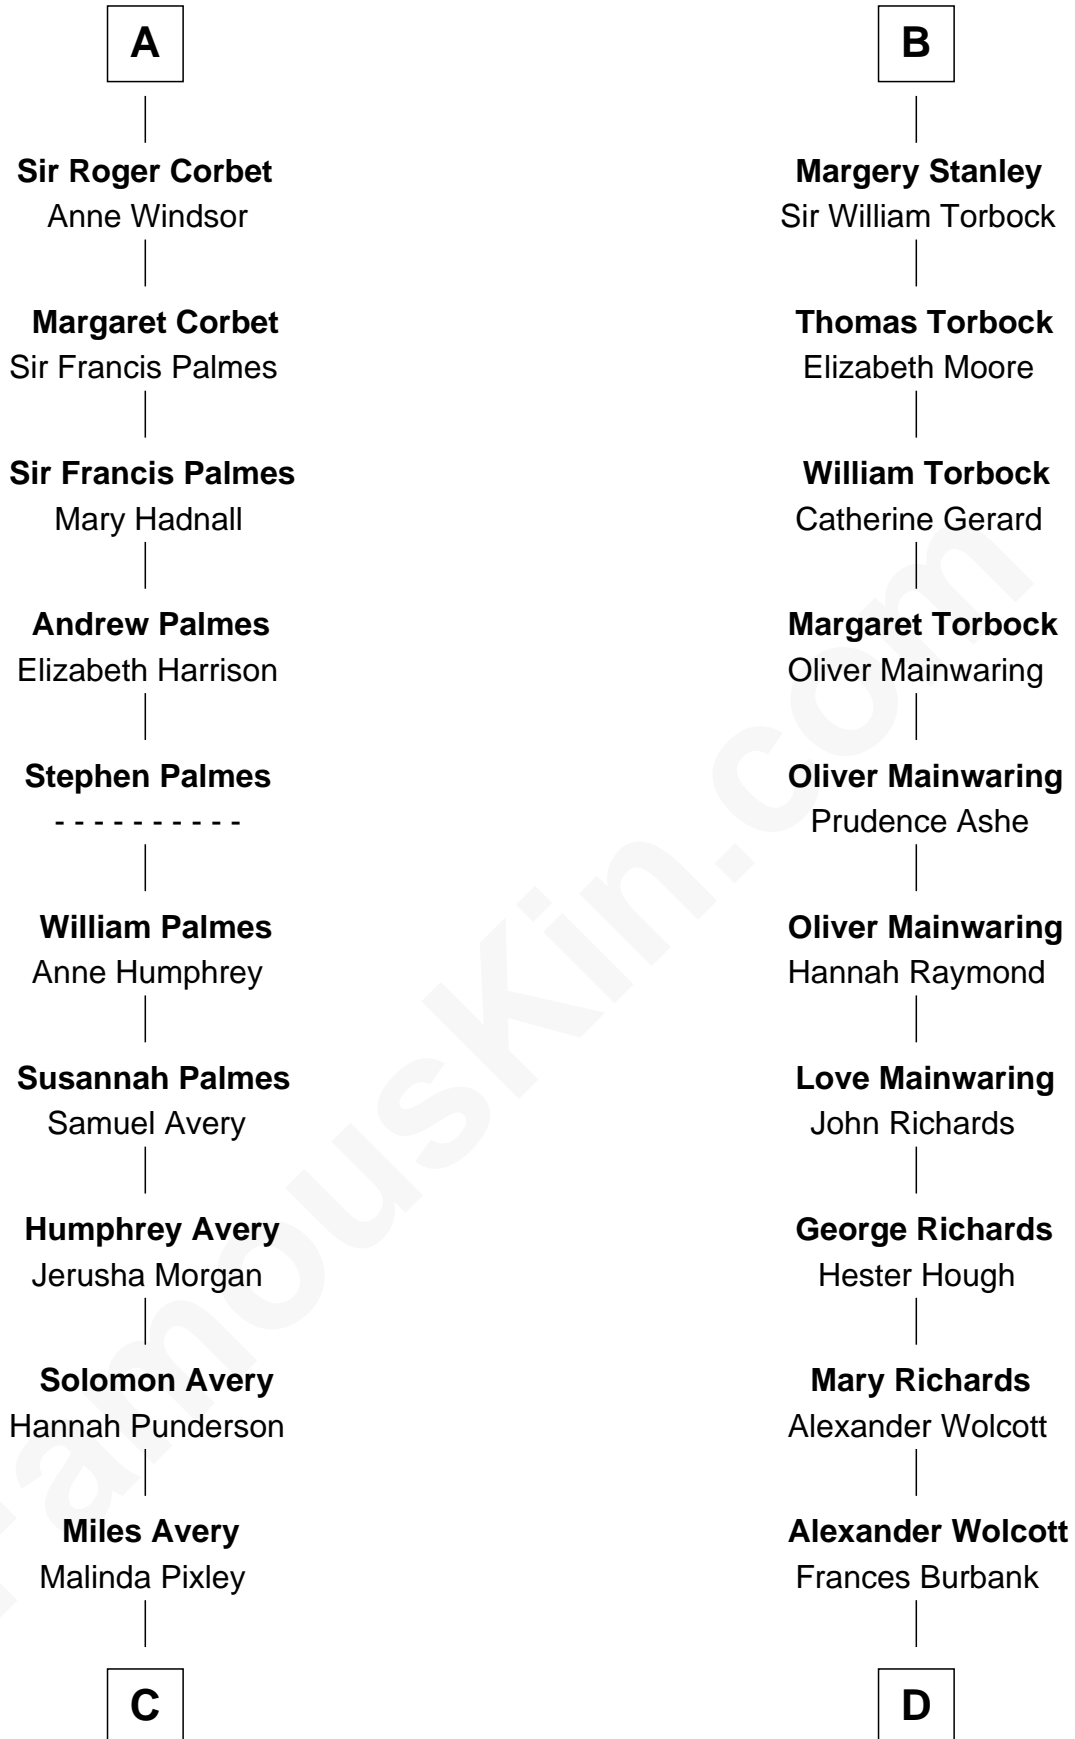 A
Sir Roger Corbet
Anne Windsor
Margaret Corbet
Sir Francis Palmes
Sir Francis Palmes
Mary Hadnall
Andrew Palmes
Elizabeth Harrison
Stephen Palmes
- - - - - - - - - -
William Palmes
Anne Humphrey
Susannah Palmes
Samuel Avery
Humphrey Avery
Jerusha Morgan
Solomon Avery
Hannah Punderson
Miles Avery
Malinda Pixley
C
B
Margery Stanley
Sir William Torbock
Thomas Torbock
Elizabeth Moore
William Torbock
Catherine Gerard
Margaret Torbock
Oliver Mainwaring
Oliver Mainwaring
Prudence Ashe
Oliver Mainwaring
Hannah Raymond
Love Mainwaring
John Richards
George Richards
Hester Hough
Mary Richards
Alexander Wolcott
Alexander Wolcott
Frances Burbank
D
FamousKin.com